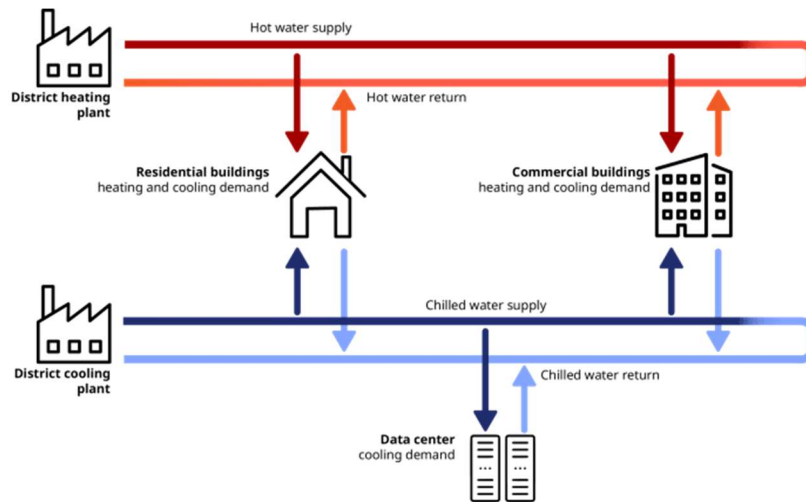 Hot water supply
District heating
plant
Hot water return
Residential buildings
heating and cooling demand
Commercial buildings
heating and cooling demand
Chilled water supply
District cooling
plant
Chilled water return
Data center
cooling demand